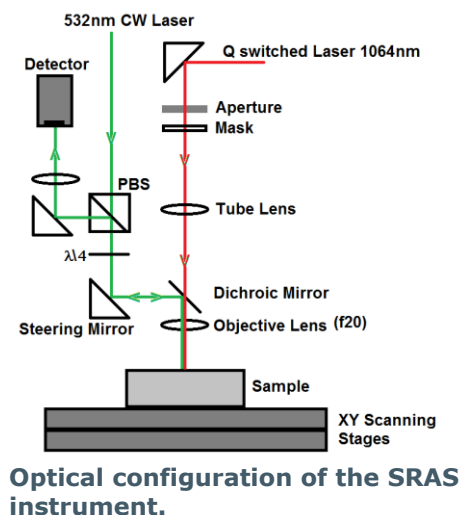 532nm CW Laser
Q switched Laser 1064nm
Detector
Aperture
Mask
PBS
Tube Lens
λ\4
Dichroic Mirror
Steering Mirror
Objective Lens (f20)
Sample
XY Scanning
Stages
Optical configuration of the SRAS
instrument.